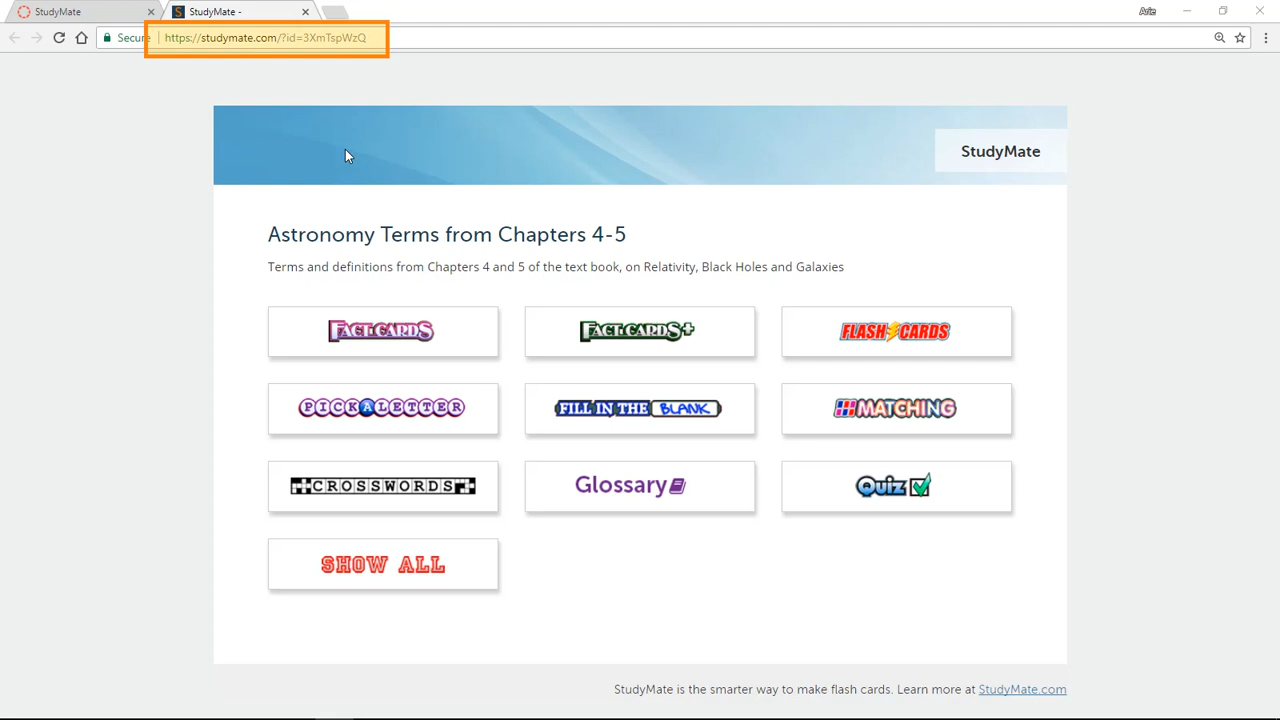 StudyMate
StudyMate -
Arie
Secure https://studymate.com/?id=3XmTspWzQ
StudyMate
Astronomy Terms from Chapters 4-5
Terms and definitions from Chapters 4 and 5 of the text book, on Relativity, Black Holes and Galaxies
FACT CARDS
FACT CARDS+
FLASH CARDS
PICK A LETTER
FILL IN THE BLANK
MATCHING
CROSSWORDS
Glossary
Quiz
SHOW ALL
StudyMate is the smarter way to make flash cards. Learn more at StudyMate.com